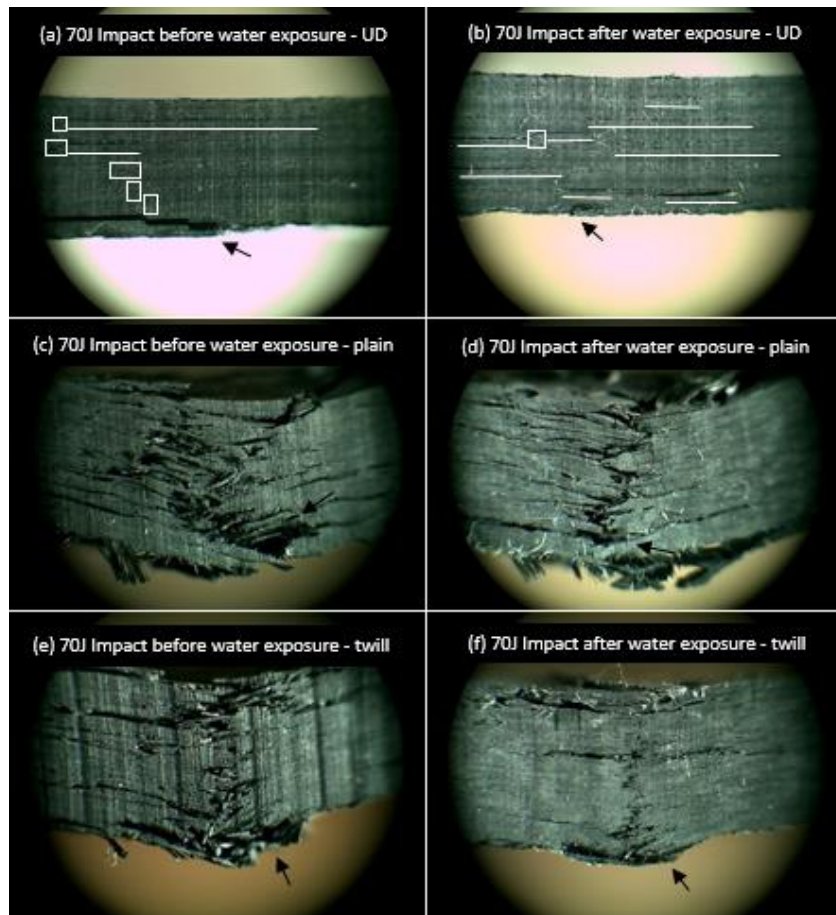 (a) 70J Impact before water exposure - UD
(b) 70J Impact after water exposure - UD
(c) 70J Impact before water exposure - plain
(d) 70J Impact after water exposure - plain
(e) 70J Impact before water exposure - twill
(f) 70J Impact after water exposure - twill